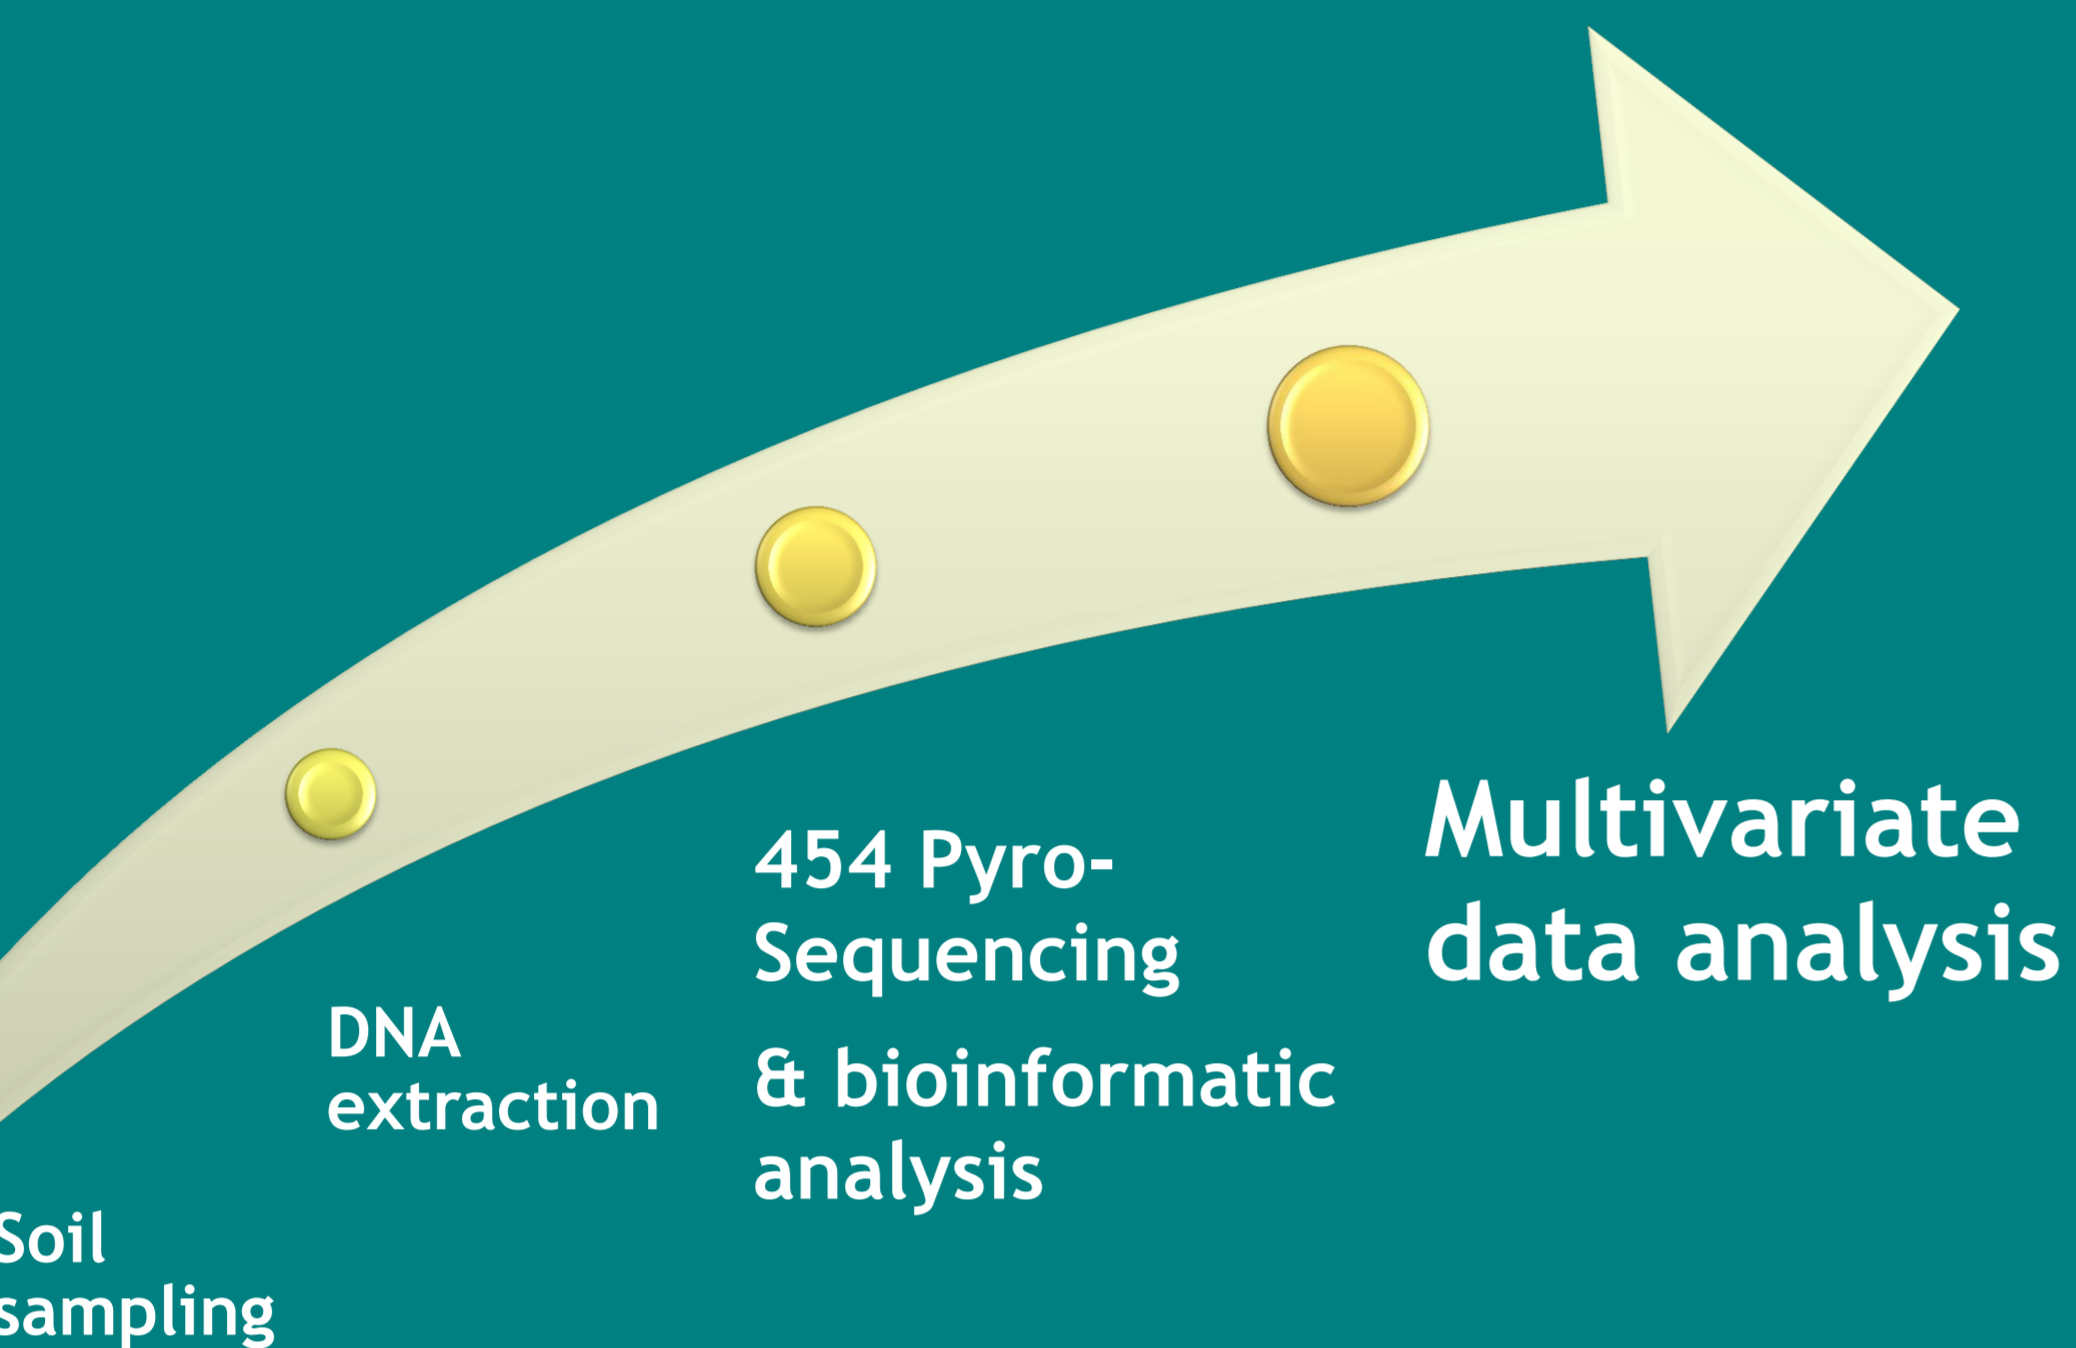 Soil
sampling
DNA
extraction
454 Pyro-
Sequencing
& bioinformatic
analysis
Multivariate
data analysis